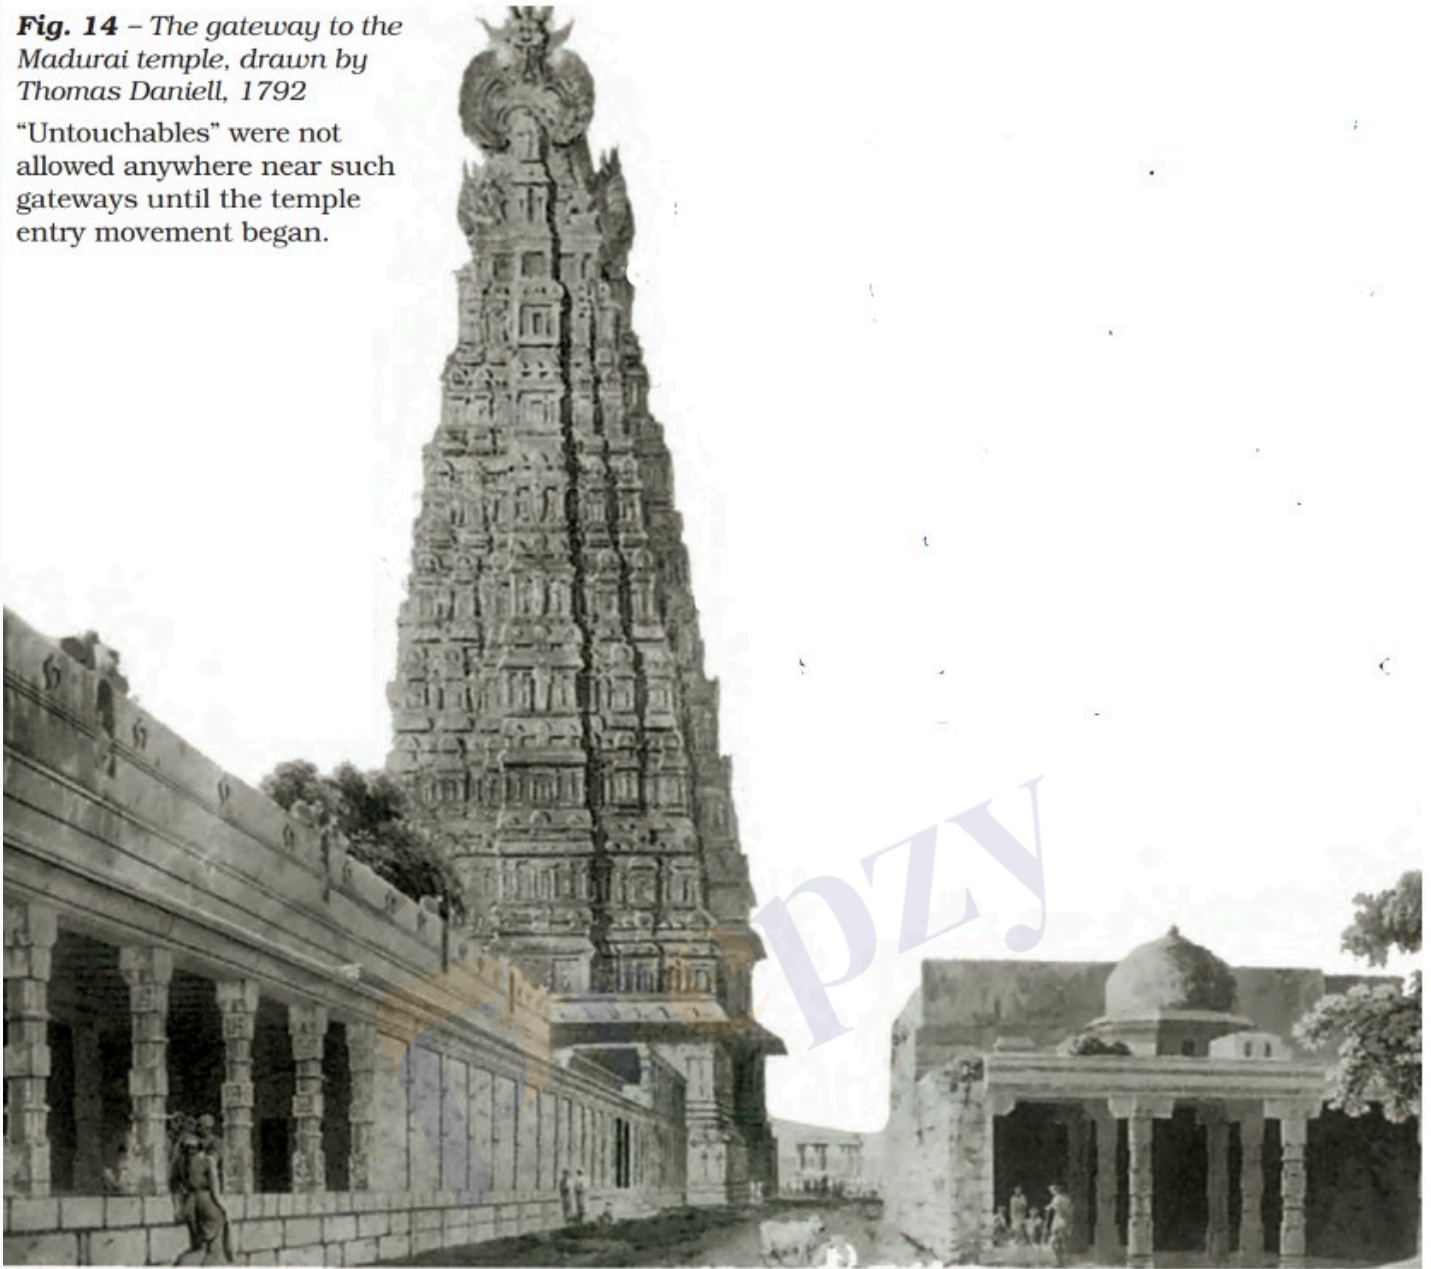 Fig. 14 – The gateway to the
Madurai temple, drawn by
Thomas Daniell, 1792
“Untouchables” were not
allowed anywhere near such
gateways until the temple
entry movement began.
epzy